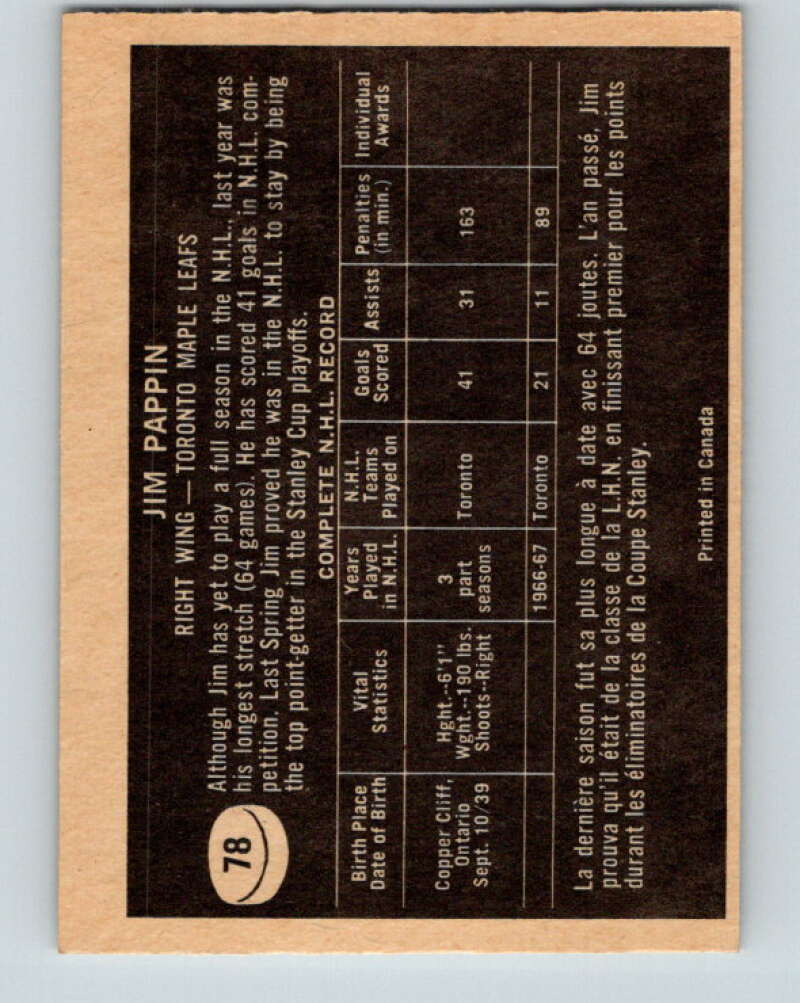 JIM PAPPIN
RIGHT WING — TORONTO MAPLE LEAFS
78
Although Jim has yet to play a full season in the N.H.L., last year was
his longest stretch (64 games). He has scored 41 goals in N.H.L. com-
petition. Last Spring Jim proved he was in the N.H.L. to stay by being
the top point-getter in the Stanley Cup playoffs.
COMPLETE N.H.L. RECORD
Birth Place
Date of Birth
Vital
Statistics
Years
Played
in N.H.L.
N.H.L.
Teams
Played on
Goals
Scored
Assists
Penalties
(in min.)
Individual
Awards
Copper Cliff,
Ontario
Sept. 10/39
Hght.--6'1"
Wght.--190 lbs.
Shoots--Right
3
part
seasons
Toronto
41
31
163
1966-67
Toronto
21
11
89
La dernière saison fut sa plus longue à date avec 64 joutes. L'an passé, Jim
prouva qu'il était de la classe de la L.H.N. en finissant premier pour les points
durant les éliminatoires de la Coupe Stanley.
Printed in Canada